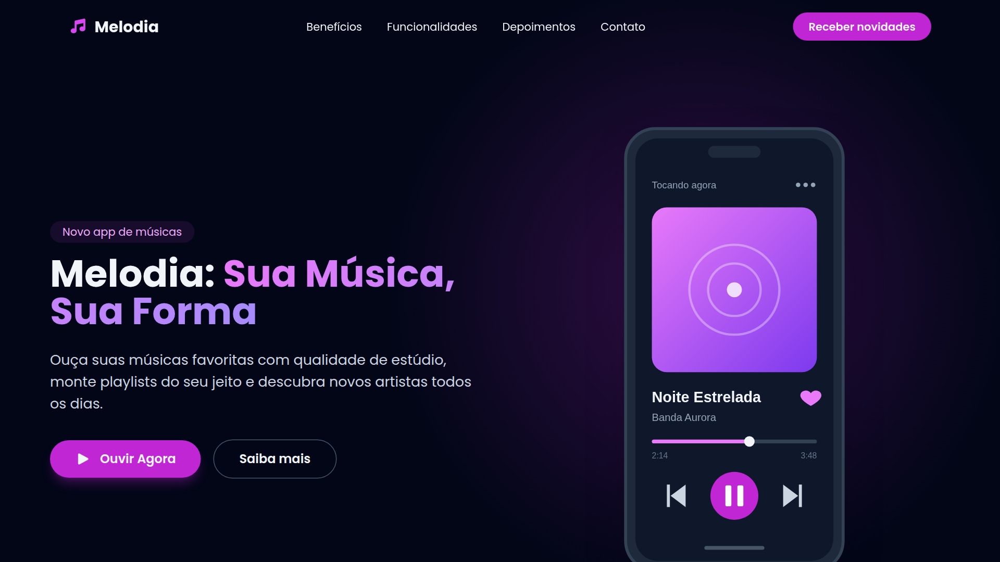 Melodia
Benefícios
Funcionalidades
Depoimentos
Contato
Receber novidades
Novo app de músicas
Melodia: Sua Música,
Sua Forma
Ouça suas músicas favoritas com qualidade de estúdio,
monte playlists do seu jeito e descubra novos artistas todos
os dias.
Ouvir Agora
Saiba mais
Tocando agora
Noite Estrelada
Banda Aurora
2:14
3:48